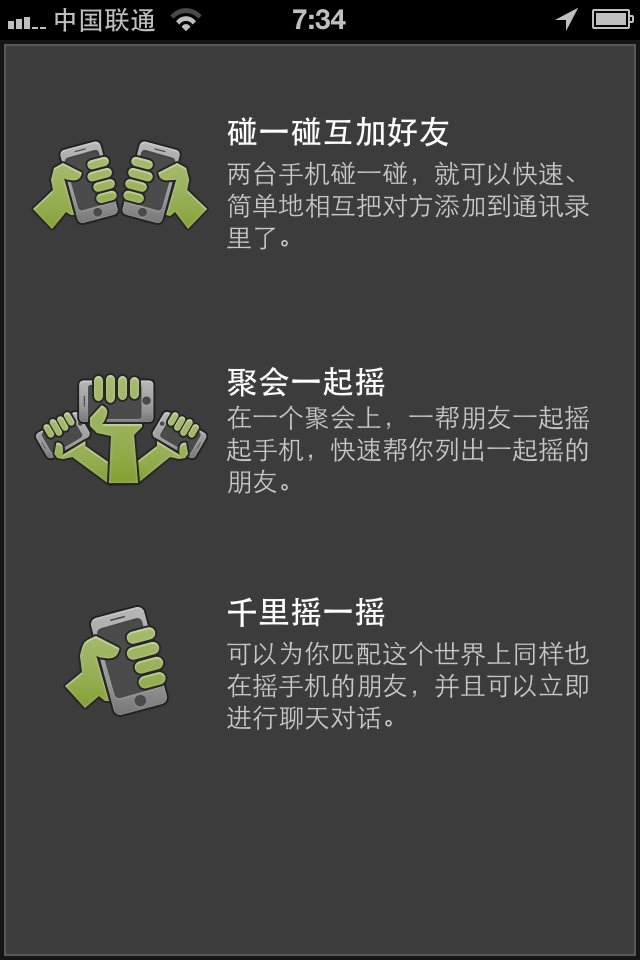 中国联通 7:34
碰一碰互加好友
两台手机碰一碰，就可以快速、
简单地相互把对方添加到通讯录
里了。
聚会一起摇
在一个聚会上，一帮朋友一起摇
起手机，快速帮你列出一起摇的
朋友。
千里摇一摇
可以为你匹配这个世界上同样也
在摇手机的朋友，并且可以立即
进行聊天对话。